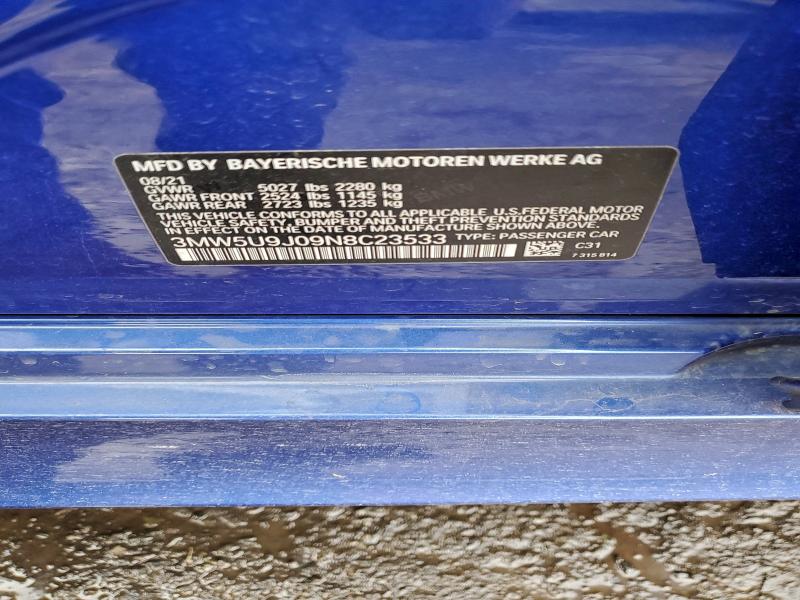 MFD BY BAYERISCHE MOTOREN WERKE AG
08/21
GVWR 5027 lbs 2280 kg
GAWR FRONT 2524 lbs 1145 kg
GAWR REAR 2723 lbs 1235 kg
THIS VEHICLE CONFORMS TO ALL APPLICABLE U.S.FEDERAL MOTOR
VEHICLE SAFETY, BUMPER AND THEFT PREVENTION STANDARDS
IN EFFECT ON THE DATE OF MANUFACTURE SHOWN ABOVE.
3MW5U9J09N8C23533 TYPE: PASSENGER CAR
C31
7 315 814
BMW